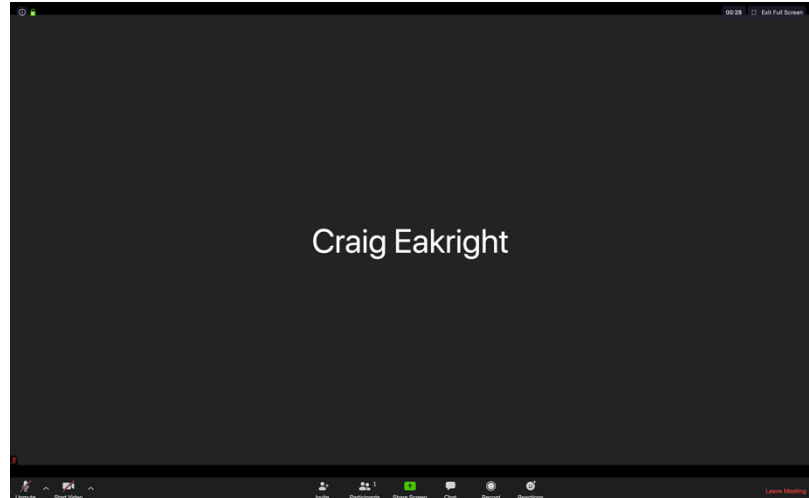 00:28 Exit Full Screen
Craig Eakright
Unmute Start Video Invite Participants 1 Share Screen Chat Record Reactions Leave Meeting